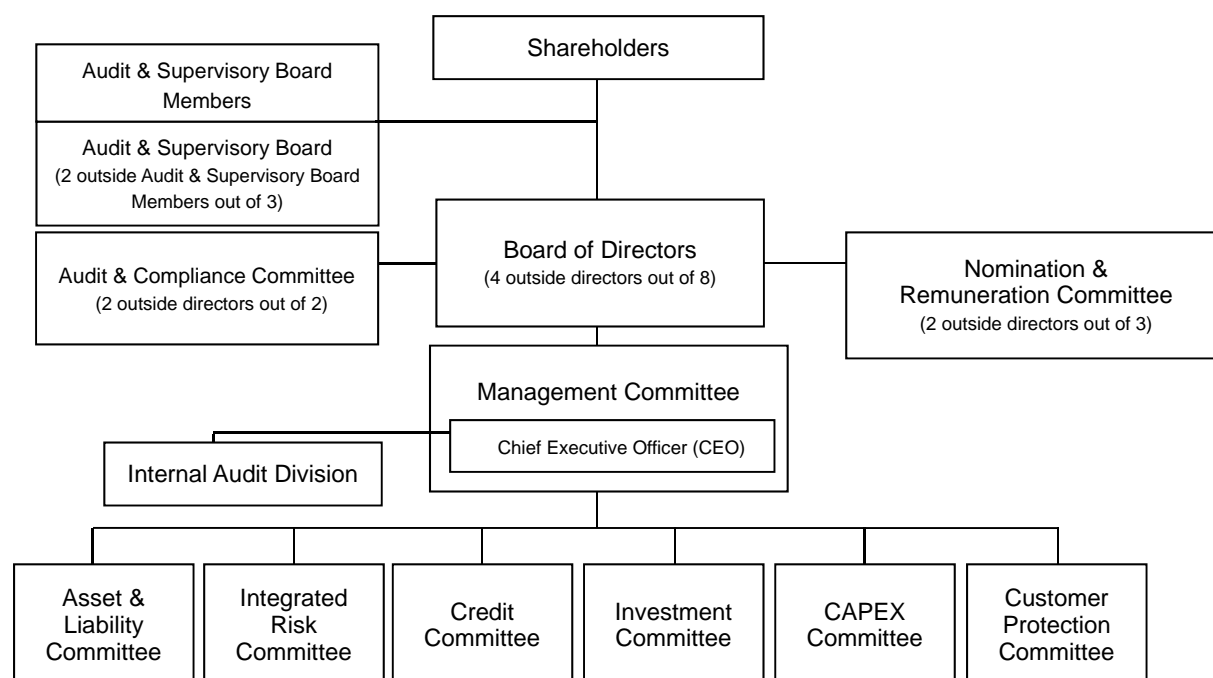 Shareholders
Audit & Supervisory Board
Members
Audit & Supervisory Board
(2 outside Audit & Supervisory Board
Members out of 3)
Board of Directors
(4 outside directors out of 8)
Audit & Compliance Committee
(2 outside directors out of 2)
Nomination &
Remuneration Committee
(2 outside directors out of 3)
Management Committee
Chief Executive Officer (CEO)
Internal Audit Division
Asset &
Liability
Committee
Integrated
Risk
Committee
Credit
Committee
Investment
Committee
CAPEX
Committee
Customer
Protection
Committee